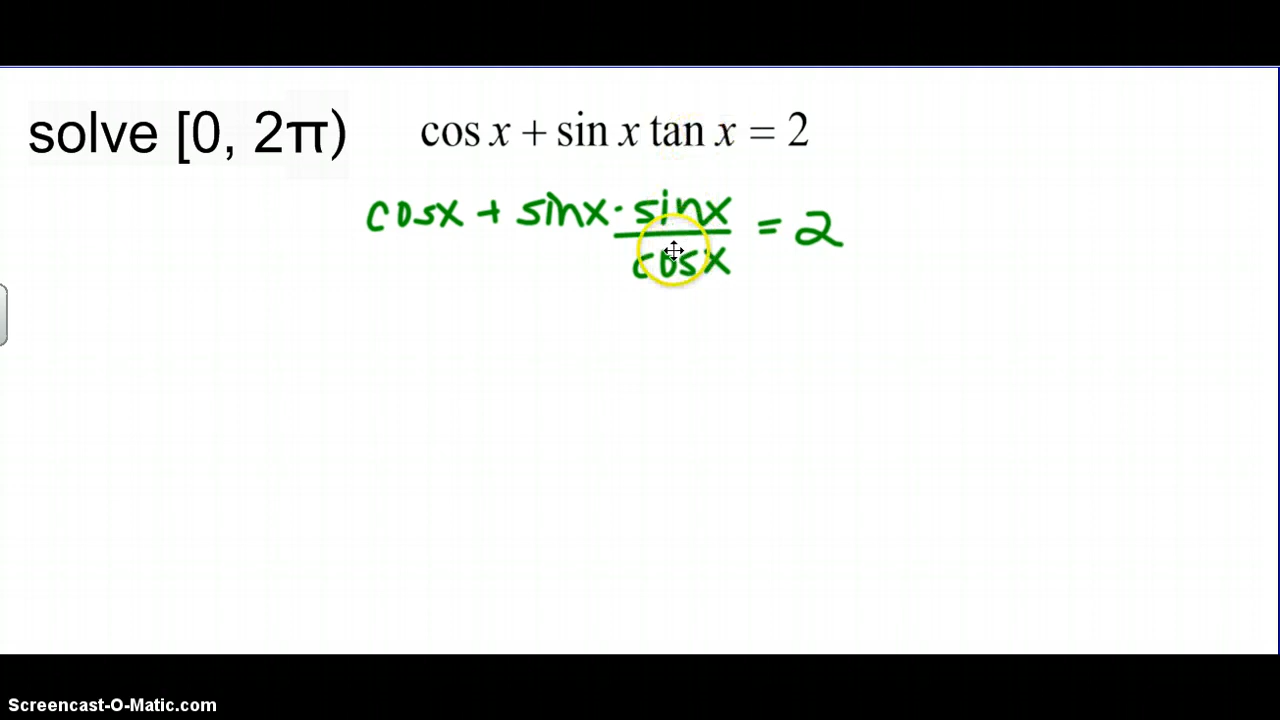 solve [0, 2π) cos x + sin x tan x = 2
cosx + sinx · sinx = 2
cosx
Screencast-O-Matic.com